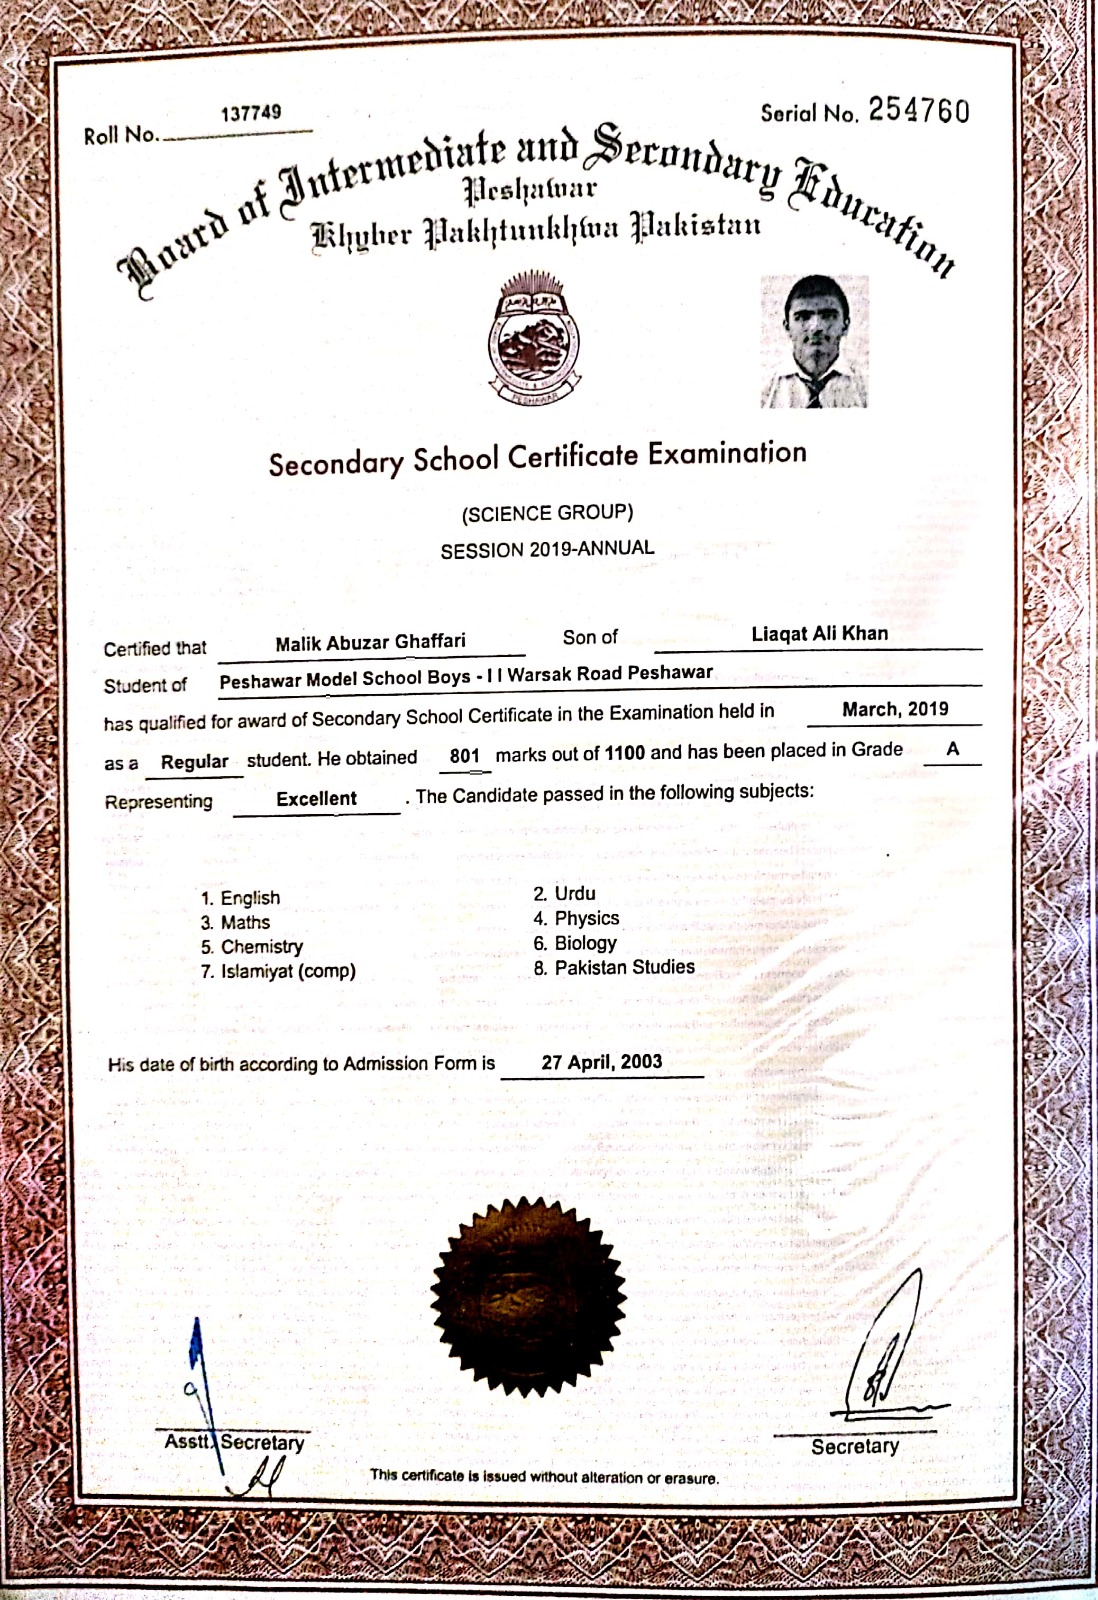 Roll No. 137749
Serial No. 254760
Board of Intermediate and Secondary Education
Peshawar
Khyber Pakhtunkhwa Pakistan
PESHAWAR
Secondary School Certificate Examination
(SCIENCE GROUP)
SESSION 2019-ANNUAL
Certified that Malik Abuzar Ghaffari Son of Liaqat Ali Khan
Student of Peshawar Model School Boys - I I Warsak Road Peshawar
has qualified for award of Secondary School Certificate in the Examination held in March, 2019
as a Regular student. He obtained 801 marks out of 1100 and has been placed in Grade A
Representing Excellent . The Candidate passed in the following subjects:
1. English 2. Urdu
3. Maths 4. Physics
5. Chemistry 6. Biology
7. Islamiyat (comp) 8. Pakistan Studies
His date of birth according to Admission Form is 27 April, 2003
Asstt. Secretary
Secretary
This certificate is issued without alteration or erasure.